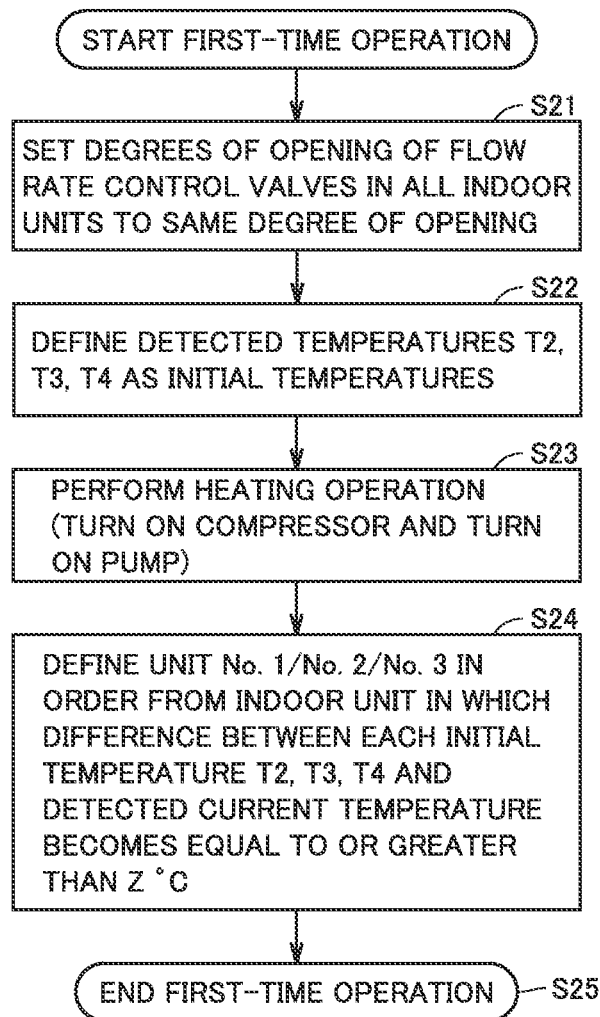 START FIRST-TIME OPERATION
S21
SET DEGREES OF OPENING OF FLOW
RATE CONTROL VALVES IN ALL INDOOR
UNITS TO SAME DEGREE OF OPENING
S22
DEFINE DETECTED TEMPERATURES T2,
T3, T4 AS INITIAL TEMPERATURES
S23
PERFORM HEATING OPERATION
(TURN ON COMPRESSOR AND TURN
ON PUMP)
S24
DEFINE UNIT No. 1/No. 2/No. 3 IN
ORDER FROM INDOOR UNIT IN WHICH
DIFFERENCE BETWEEN EACH INITIAL
TEMPERATURE T2, T3, T4 AND
DETECTED CURRENT TEMPERATURE
BECOMES EQUAL TO OR GREATER
THAN Z °C
END FIRST-TIME OPERATION
S25